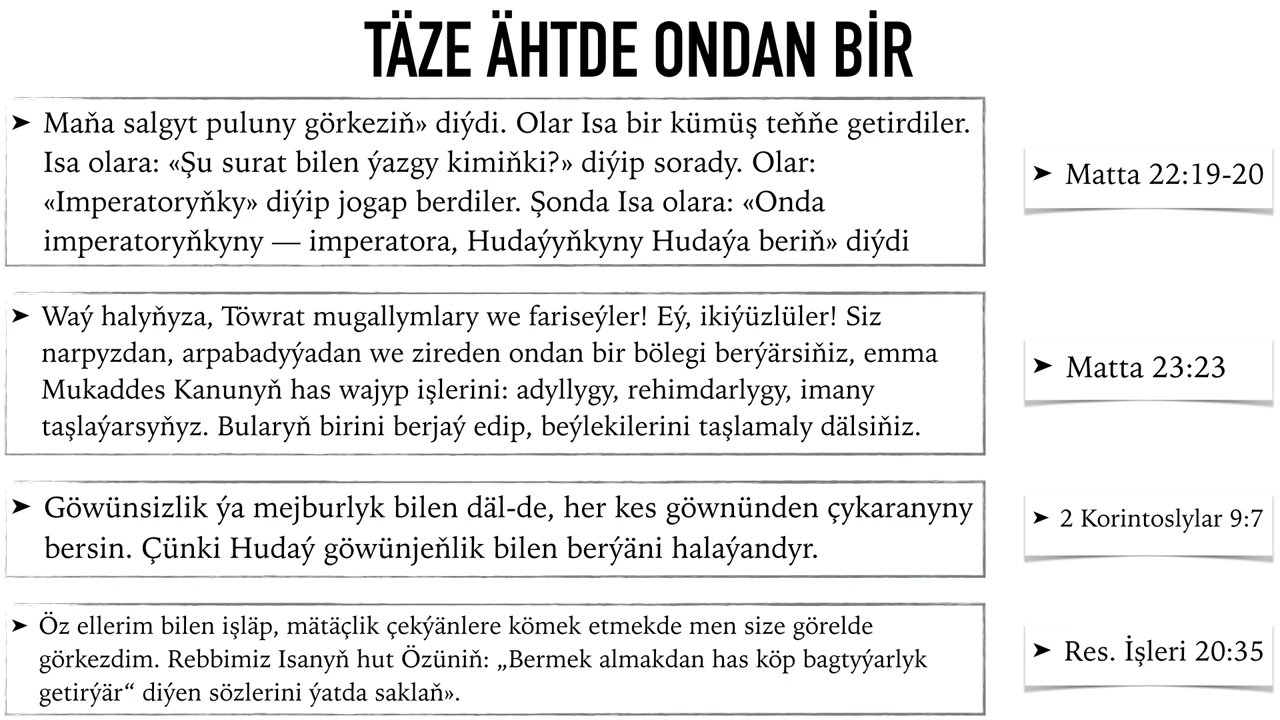 TÄZE ÄHTDE ONDAN BİR
➤ Maňa salgyt puluny görkeziň» diýdi. Olar Isa bir kümüş teňňe getirdiler.
Isa olara: «Şu surat bilen ýazgy kimiňki?» diýip sorady. Olar:
«Imperatoryňky» diýip jogap berdiler. Şonda Isa olara: «Onda
imperatoryňkyny — imperatora, Hudaýyňkyny Hudaýa beriň» diýdi
➤ Matta 22:19-20
➤ Waý halyňyza, Töwrat mugallymlary we fariseýler! Eý, ikiýüzlüler! Siz
narpyzdan, arpabadyýadan we zireden ondan bir bölegi berýärsiňiz, emma
Mukaddes Kanunyň has wajyp işlerini: adyllygy, rehimdarlygy, imany
taşlaýarsyňyz. Bularyň birini berjaý edip, beýlekilerini taşlamaly dälsiňiz.
➤ Matta 23:23
➤ Göwünsizlik ýa mejburlyk bilen däl-de, her kes göwnünden çykaranyny
bersin. Çünki Hudaý göwünjeňlik bilen berýäni halaýandyr.
➤ 2 Korintoslylar 9:7
➤ Öz ellerim bilen işläp, mätäçlik çekýänlere kömek etmekde men size görelde
görkezdim. Rebbimiz Isanyň hut Özüniň: „Bermek almakdan has köp bagtyýarlyk
getirýär“ diýen sözlerini ýatda saklaň».
➤ Res. İşleri 20:35